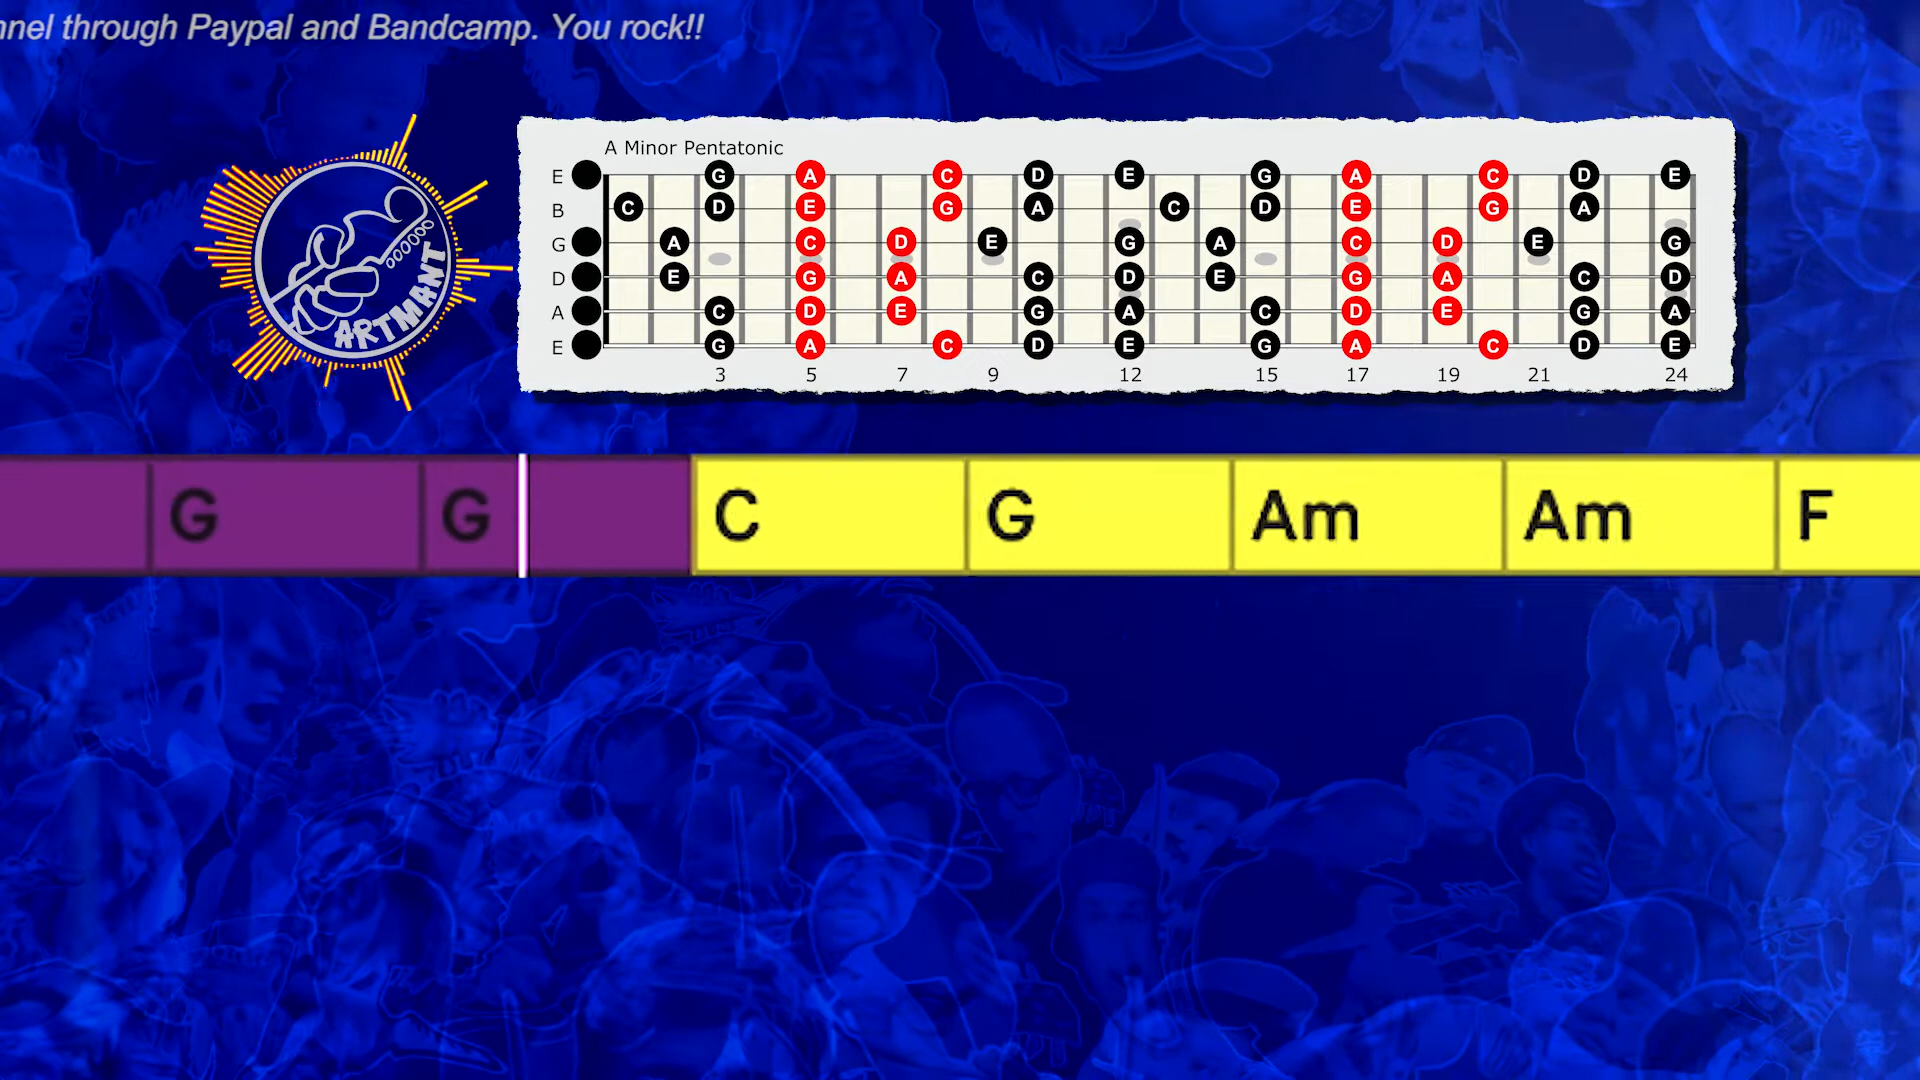 nnel through Paypal and Bandcamp. You rock!!
ARTMANT
A Minor Pentatonic
E G A C D E G A C D E
B C D E G A C D E G A
G A C D E G A C D E G
D E G A C D E G A C D
A C D E G A C D E G A
E G A C D E G A C D E
3 5 7 9 12 15 17 19 21 24
G G C G Am Am F